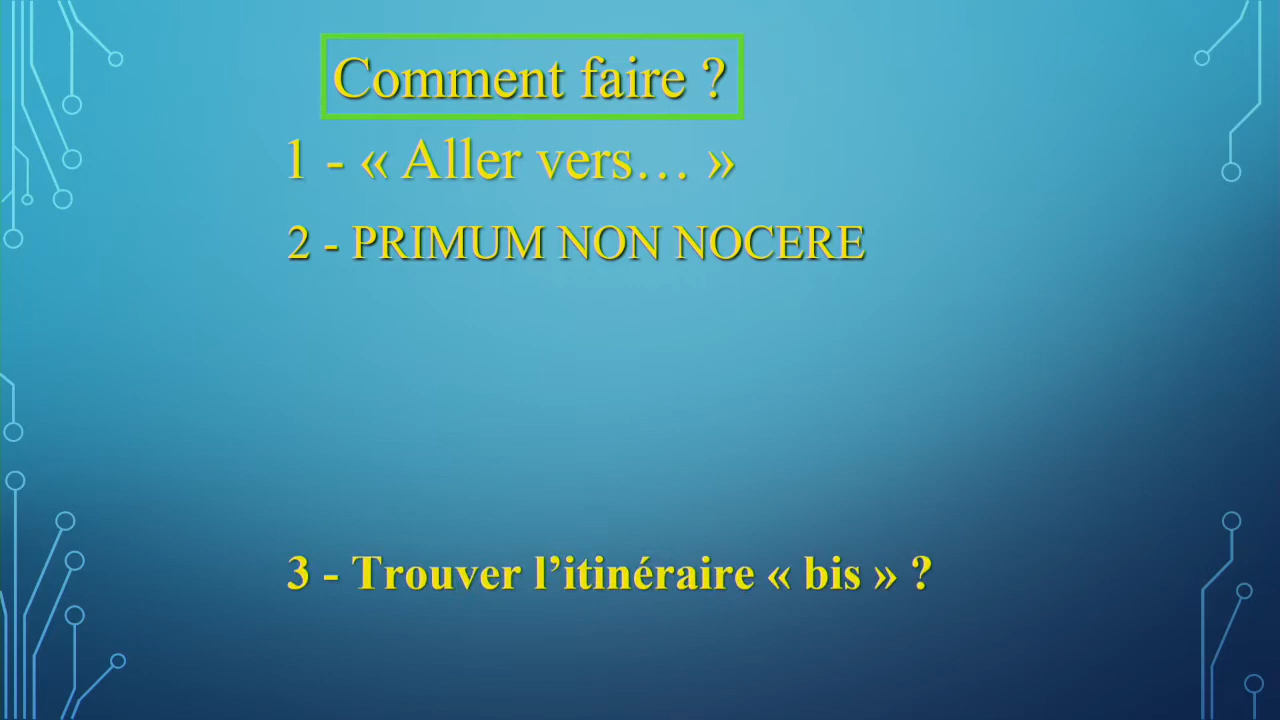 Comment faire ?
1 - « Aller vers… »
2 - PRIMUM NON NOCERE
3 - Trouver l’itinéraire « bis » ?